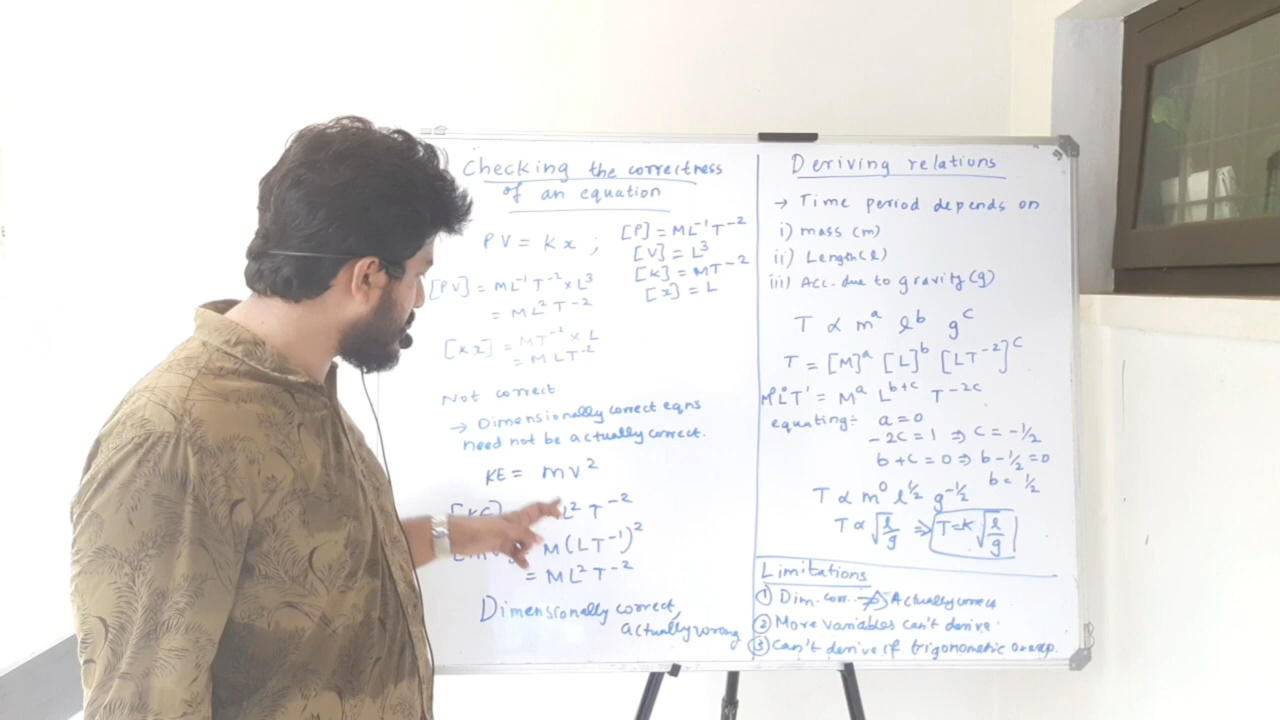 Checking the correctness
of an equation
PV = Kx ;
[P] = ML⁻¹T⁻²
[V] = L³
[K] = MT⁻²
[x] = L
[PV] = ML⁻¹T⁻² × L³
= ML²T⁻²
[Kx] = MT⁻² × L
= MLT⁻²
Not correct
→ Dimensionally correct eqns
need not be actually correct.
KE = mv²
L²T⁻²
M(LT⁻¹)²
= ML²T⁻²
Dimensionally correct,
actually wrong
Deriving relations
→ Time period depends on
i) mass (m)
ii) Length (l)
iii) Acc. due to gravity (g)
T ∝ mᵃ lᵇ gᶜ
T = [M]ᵃ [L]ᵇ [LT⁻²]ᶜ
M⁰L⁰T¹ = Mᵃ Lᵇ⁺ᶜ T⁻²ᶜ
equating:- a = 0
-2c = 1 ⇒ c = -1/2
b + c = 0 ⇒ b - 1/2 = 0
b = 1/2
T ∝ m⁰ l^1/2 g^-1/2
T ∝ √l/g ⇒ T = K √l/g
Limitations
① Dim. corr. ⇏ Actually correct
② More variables can't derive.
③ Can't derive if trigonometric or exp.